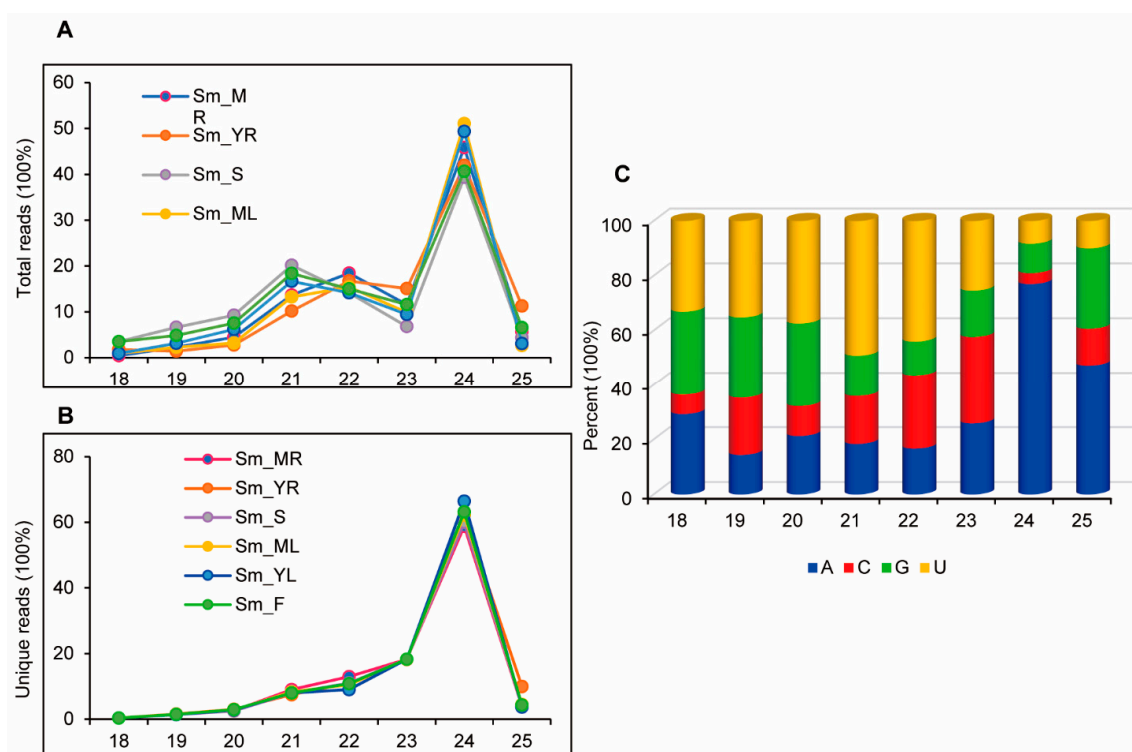 A
60
50
40
30
20
10
0
Total reads (100%)
Sm_M
R
Sm_YR
Sm_S
Sm_ML
18 19 20 21 22 23 24 25
B
80
60
40
20
0
Unique reads (100%)
Sm_MR
Sm_YR
Sm_S
Sm_ML
Sm_YL
Sm_F
18 19 20 21 22 23 24 25
C
100
80
60
40
20
0
Percent (100%)
18 19 20 21 22 23 24 25
A C G U